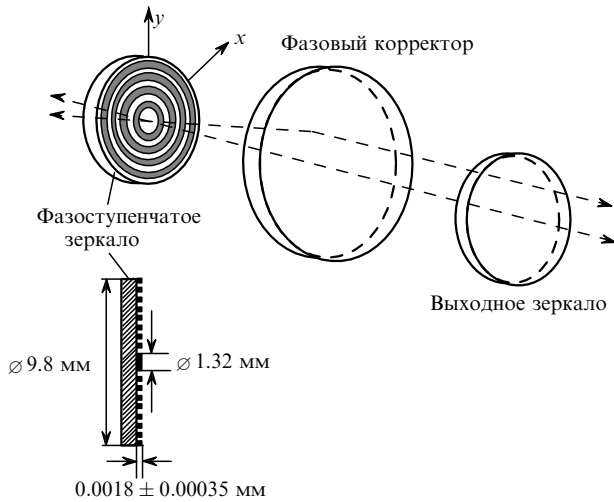 y
x
Фазовый корректор
Фазоступенчатое
зеркало
Выходное зеркало
⌀ 9.8 мм
⌀ 1.32 мм
0.0018 ± 0.00035 мм